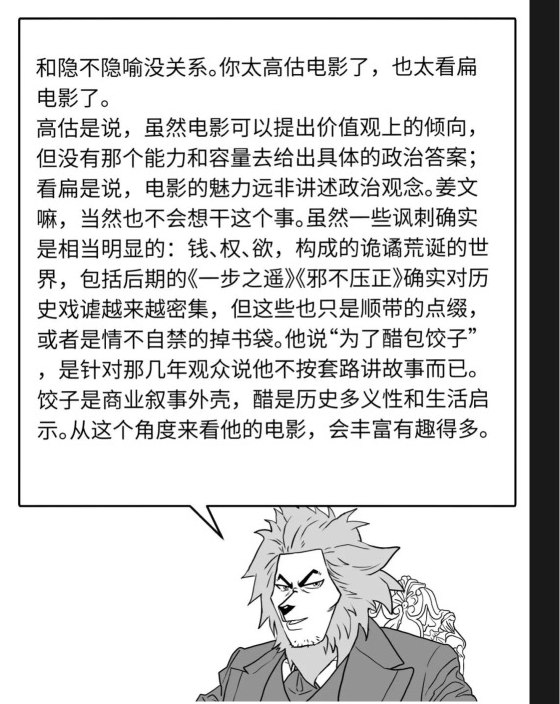 和隐不隐喻没关系。你太高估电影了，也太看扁
电影了。
高估是说，虽然电影可以提出价值观上的倾向，
但没有那个能力和容量去给出具体的政治答案；
看扁是说，电影的魅力远非讲述政治观念。姜文
嘛，当然也不会想干这个事。虽然一些讽刺确实
是相当明显的：钱、权、欲，构成的诡谲荒诞的世
界，包括后期的《一步之遥》《邪不压正》确实对历
史戏谑越来越密集，但这些也只是顺带的点缀，
或者是情不自禁的掉书袋。他说“为了醋包饺子”
，是针对那几年观众说他不按套路讲故事而已。
饺子是商业叙事外壳，醋是历史多义性和生活启
示。从这个角度来看他的电影，会丰富有趣得多。